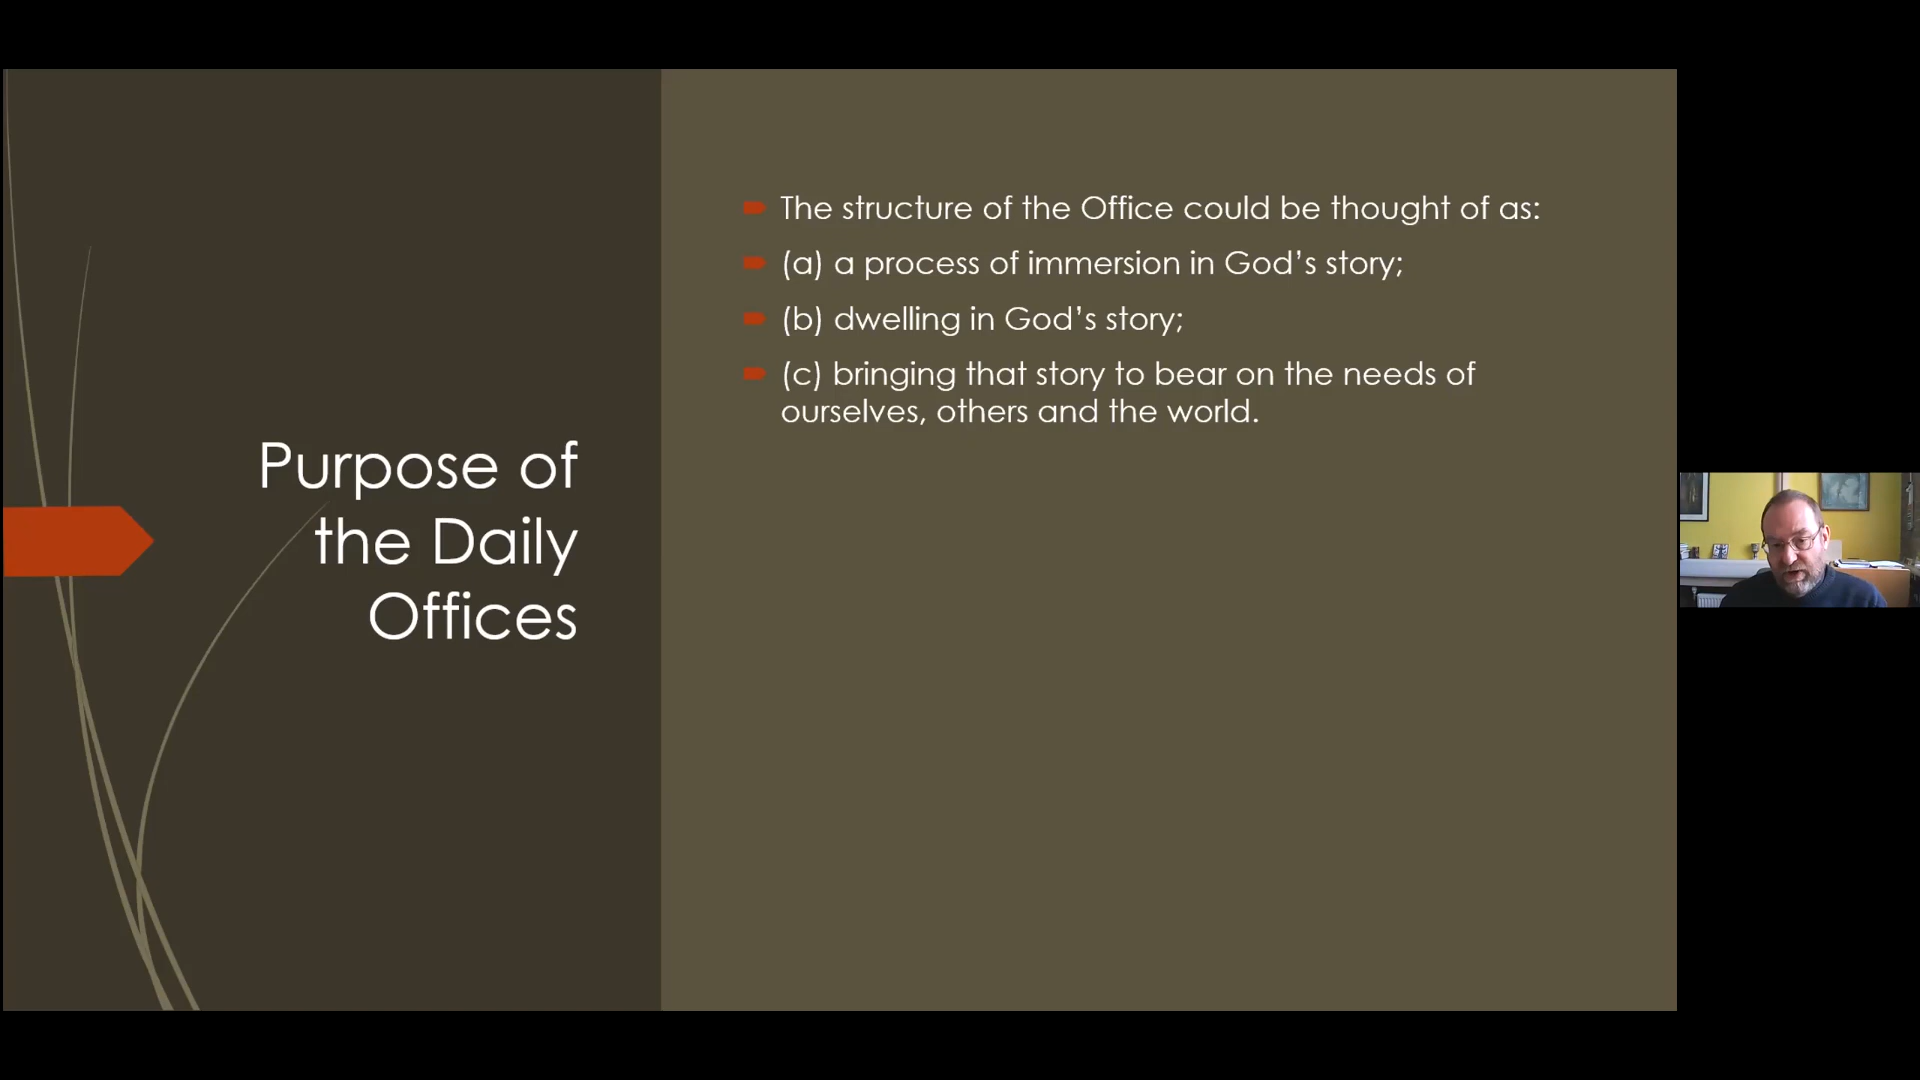 Purpose of
the Daily
Offices
The structure of the Office could be thought of as:
(a) a process of immersion in God’s story;
(b) dwelling in God’s story;
(c) bringing that story to bear on the needs of
ourselves, others and the world.